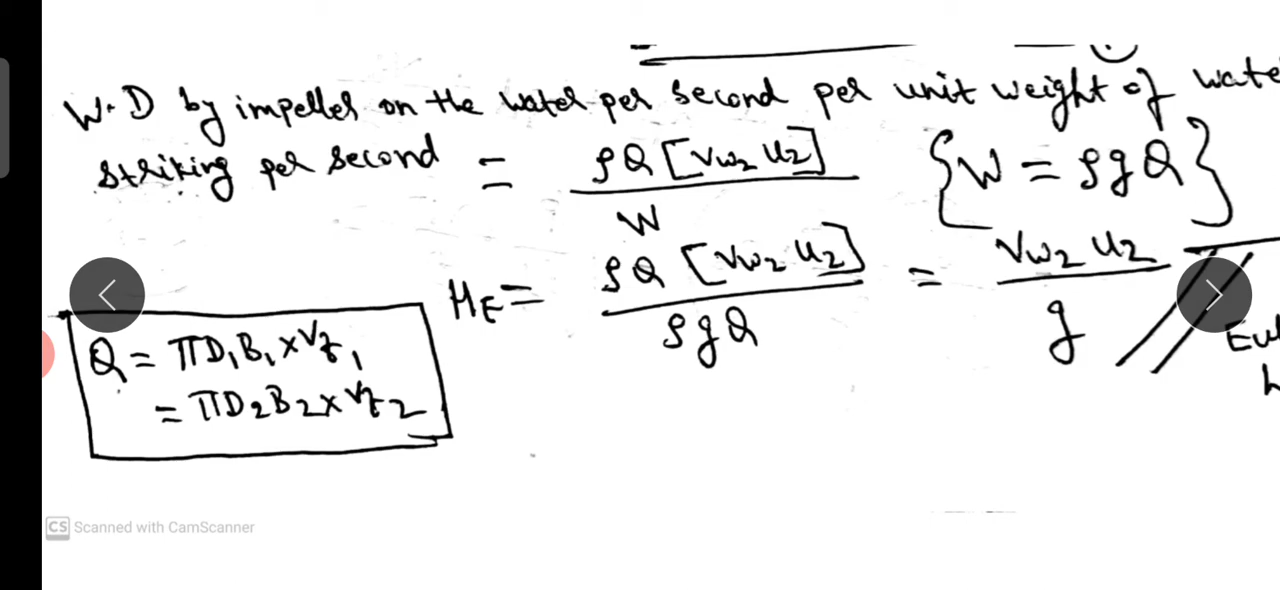 W.D by impeller on the water per second per unit weight of wate
striking per second = ρQ [Vw2 u2] / W {W = ρgQ}
HE = ρQ [Vw2 u2] / ρgQ = Vw2 u2 / g
Q = πD1B1 × Vf1
= πD2B2 × Vf2
CS Scanned with CamScanner